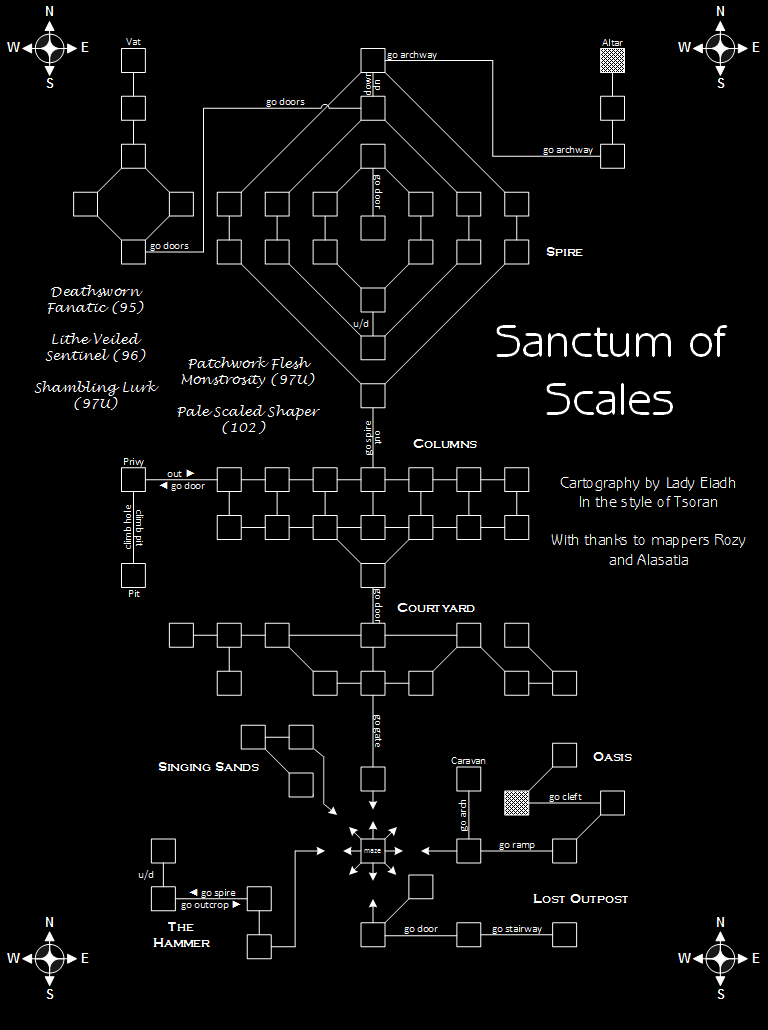 N
W E
S
N
W E
S
Vat
Altar
go archway
down
up
go doors
go archway
go door
go doors
SPIRE
Deathsworn
Fanatic (95)
Lithe Veiled
Sentinel (96)
Shambling Lurk
(97U)
u/d
Patchwork Flesh
Monstrosity (97U)
Pale Scaled Shaper
(102)
Sanctum of
Scales
go spire
out
COLUMNS
Privy
out
go door
climb hole
climb pit
Pit
Cartography by Lady Eladh
In the style of Tsoran
With thanks to mappers Rozy
and Alasatia
go door
COURTYARD
go gate
SINGING SANDS
Caravan
OASIS
go cleft
go arch
maze
go ramp
u/d
go spire
go outcrop
THE
HAMMER
LOST OUTPOST
go door
go stairway
N
W E
S
N
W E
S